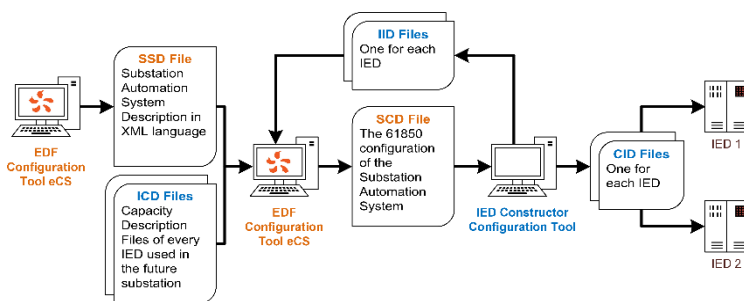 SSD File
Substation
Automation
System
Description in
XML language
EDF
Configuration
Tool eCS
ICD Files
Capacity
Description
Files of every
IED used in
the future
substation
IID Files
One for each
IED
EDF
Configuration
Tool eCS
SCD File
The 61850
configuration
of the
Substation
Automation
System
IED Constructor
Configuration Tool
CID Files
One for
each IED
IED 1
IED 2